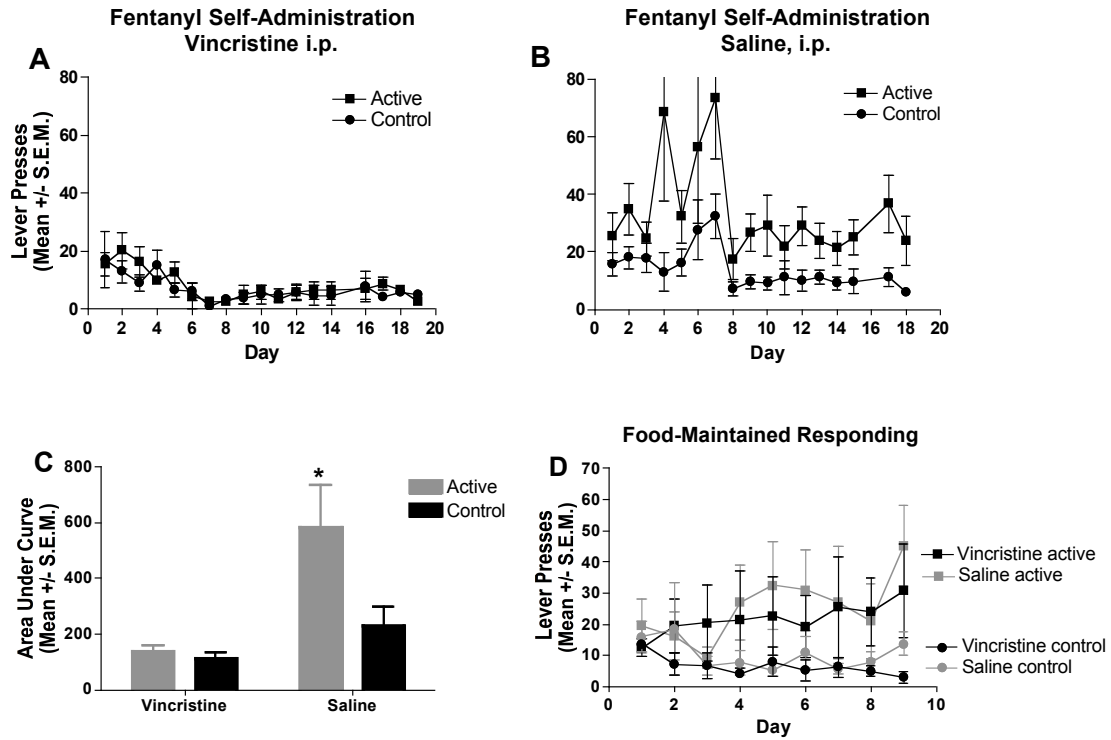 Fentanyl Self-Administration
Vincristine i.p.
A
80
60
40
20
0
Lever Presses
(Mean +/- S.E.M.)
Active
Control
0 2 4 6 8 10 12 14 16 18 20
Day
Fentanyl Self-Administration
Saline, i.p.
B
80
60
40
20
0
Active
Control
0 2 4 6 8 10 12 14 16 18 20
Day
C
800
600
400
200
0
Area Under Curve
(Mean +/- S.E.M.)
*
Active
Control
Vincristine Saline
Food-Maintained Responding
D
70
60
50
40
30
20
10
0
Lever Presses
(Mean +/- S.E.M.)
Vincristine active
Saline active
Vincristine control
Saline control
0 2 4 6 8 10
Day